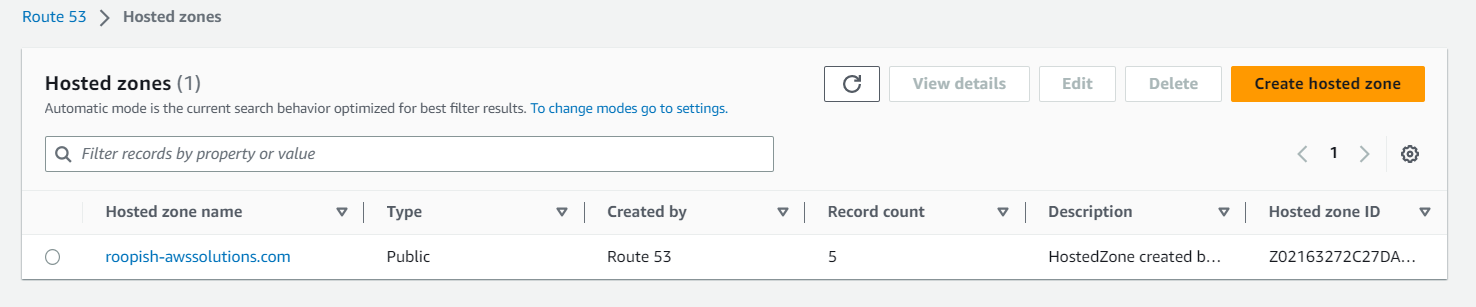 Route 53 > Hosted zones
Hosted zones (1)
View details Edit Delete Create hosted zone
Automatic mode is the current search behavior optimized for best filter results. To change modes go to settings.
Filter records by property or value
1
Hosted zone name Type Created by Record count Description Hosted zone ID
roopish-awssolutions.com Public Route 53 5 HostedZone created b... Z02163272C27DA...